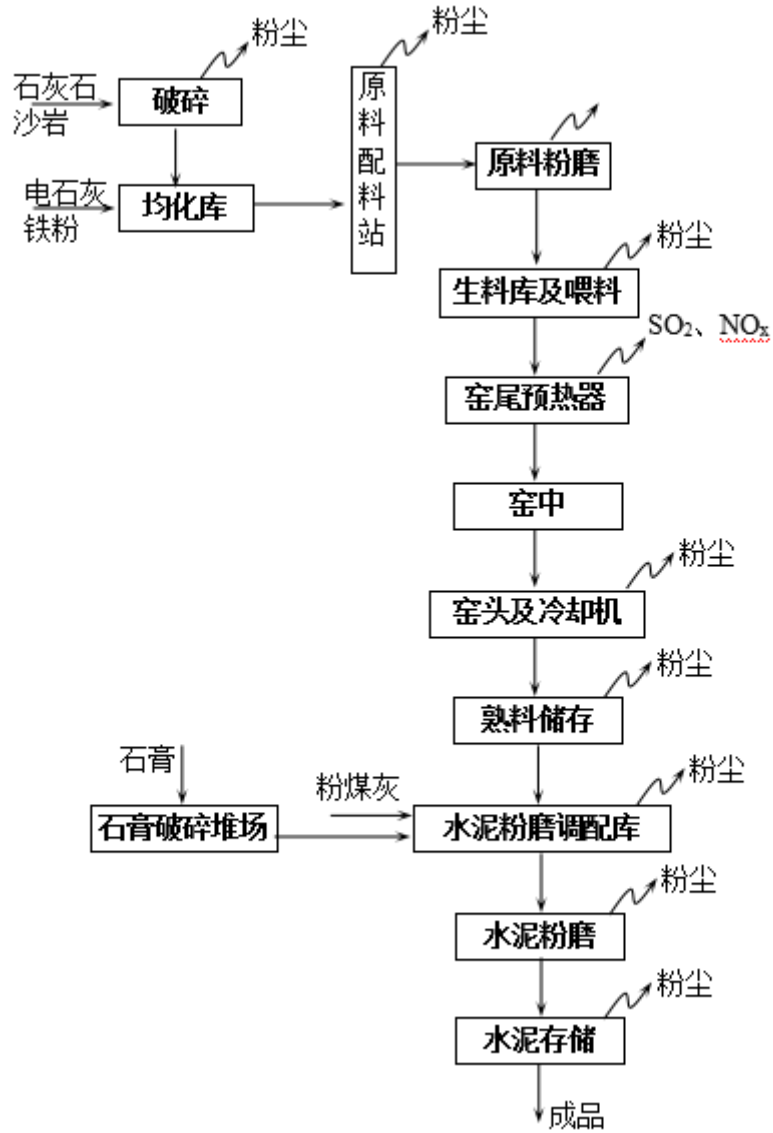 粉尘
粉尘
石灰石
沙岩
破碎
原料配料站
原料粉磨
电石灰
铁粉
均化库
粉尘
生料库及喂料
SO₂、NOₓ
窑尾预热器
窑中
粉尘
窑头及冷却机
粉尘
熟料储存
石膏
粉煤灰
粉尘
石膏破碎堆场
水泥粉磨调配库
粉尘
水泥粉磨
粉尘
水泥存储
成品